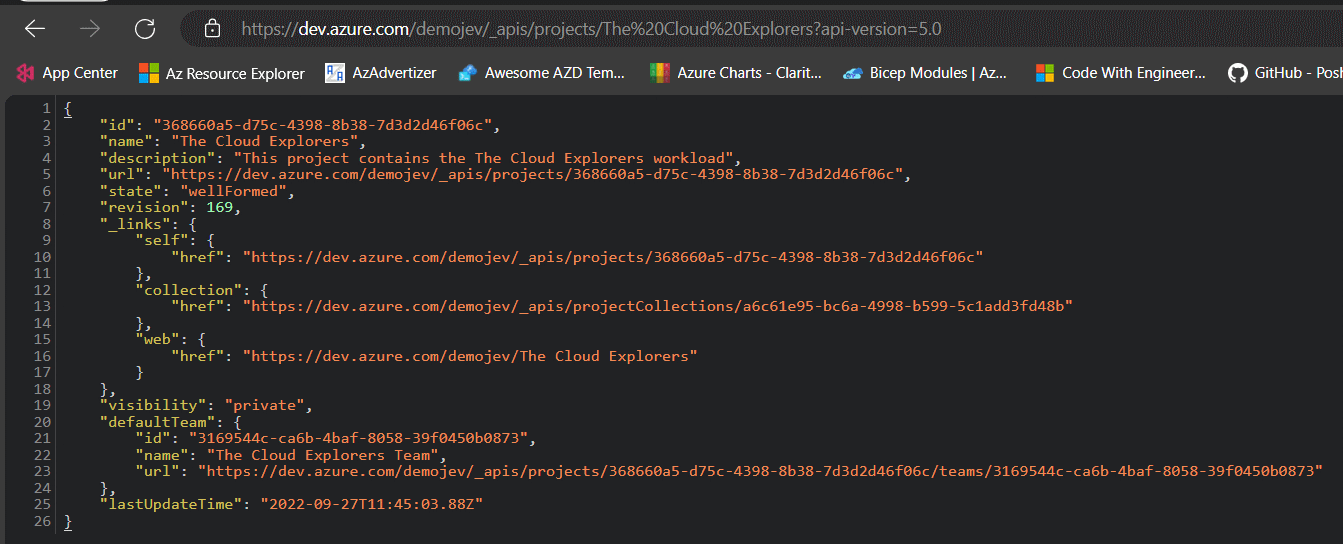 https://dev.azure.com/demojev/_apis/projects/The%20Cloud%20Explorers?api-version=5.0
App Center Az Resource Explorer AzAdvertizer Awesome AZD Tem... Azure Charts - Clarit... Bicep Modules | Az... Code With Engineer... GitHub - Posh
1 {
2 "id": "368660a5-d75c-4398-8b38-7d3d2d46f06c",
3 "name": "The Cloud Explorers",
4 "description": "This project contains the The Cloud Explorers workload",
5 "url": "https://dev.azure.com/demojev/_apis/projects/368660a5-d75c-4398-8b38-7d3d2d46f06c",
6 "state": "wellFormed",
7 "revision": 169,
8 "_links": {
9 "self": {
10 "href": "https://dev.azure.com/demojev/_apis/projects/368660a5-d75c-4398-8b38-7d3d2d46f06c"
11 },
12 "collection": {
13 "href": "https://dev.azure.com/demojev/_apis/projectCollections/a6c61e95-bc6a-4998-b599-5c1add3fd48b"
14 },
15 "web": {
16 "href": "https://dev.azure.com/demojev/The Cloud Explorers"
17 }
18 },
19 "visibility": "private",
20 "defaultTeam": {
21 "id": "3169544c-ca6b-4baf-8058-39f0450b0873",
22 "name": "The Cloud Explorers Team",
23 "url": "https://dev.azure.com/demojev/_apis/projects/368660a5-d75c-4398-8b38-7d3d2d46f06c/teams/3169544c-ca6b-4baf-8058-39f0450b0873"
24 },
25 "lastUpdateTime": "2022-09-27T11:45:03.88Z"
26 }